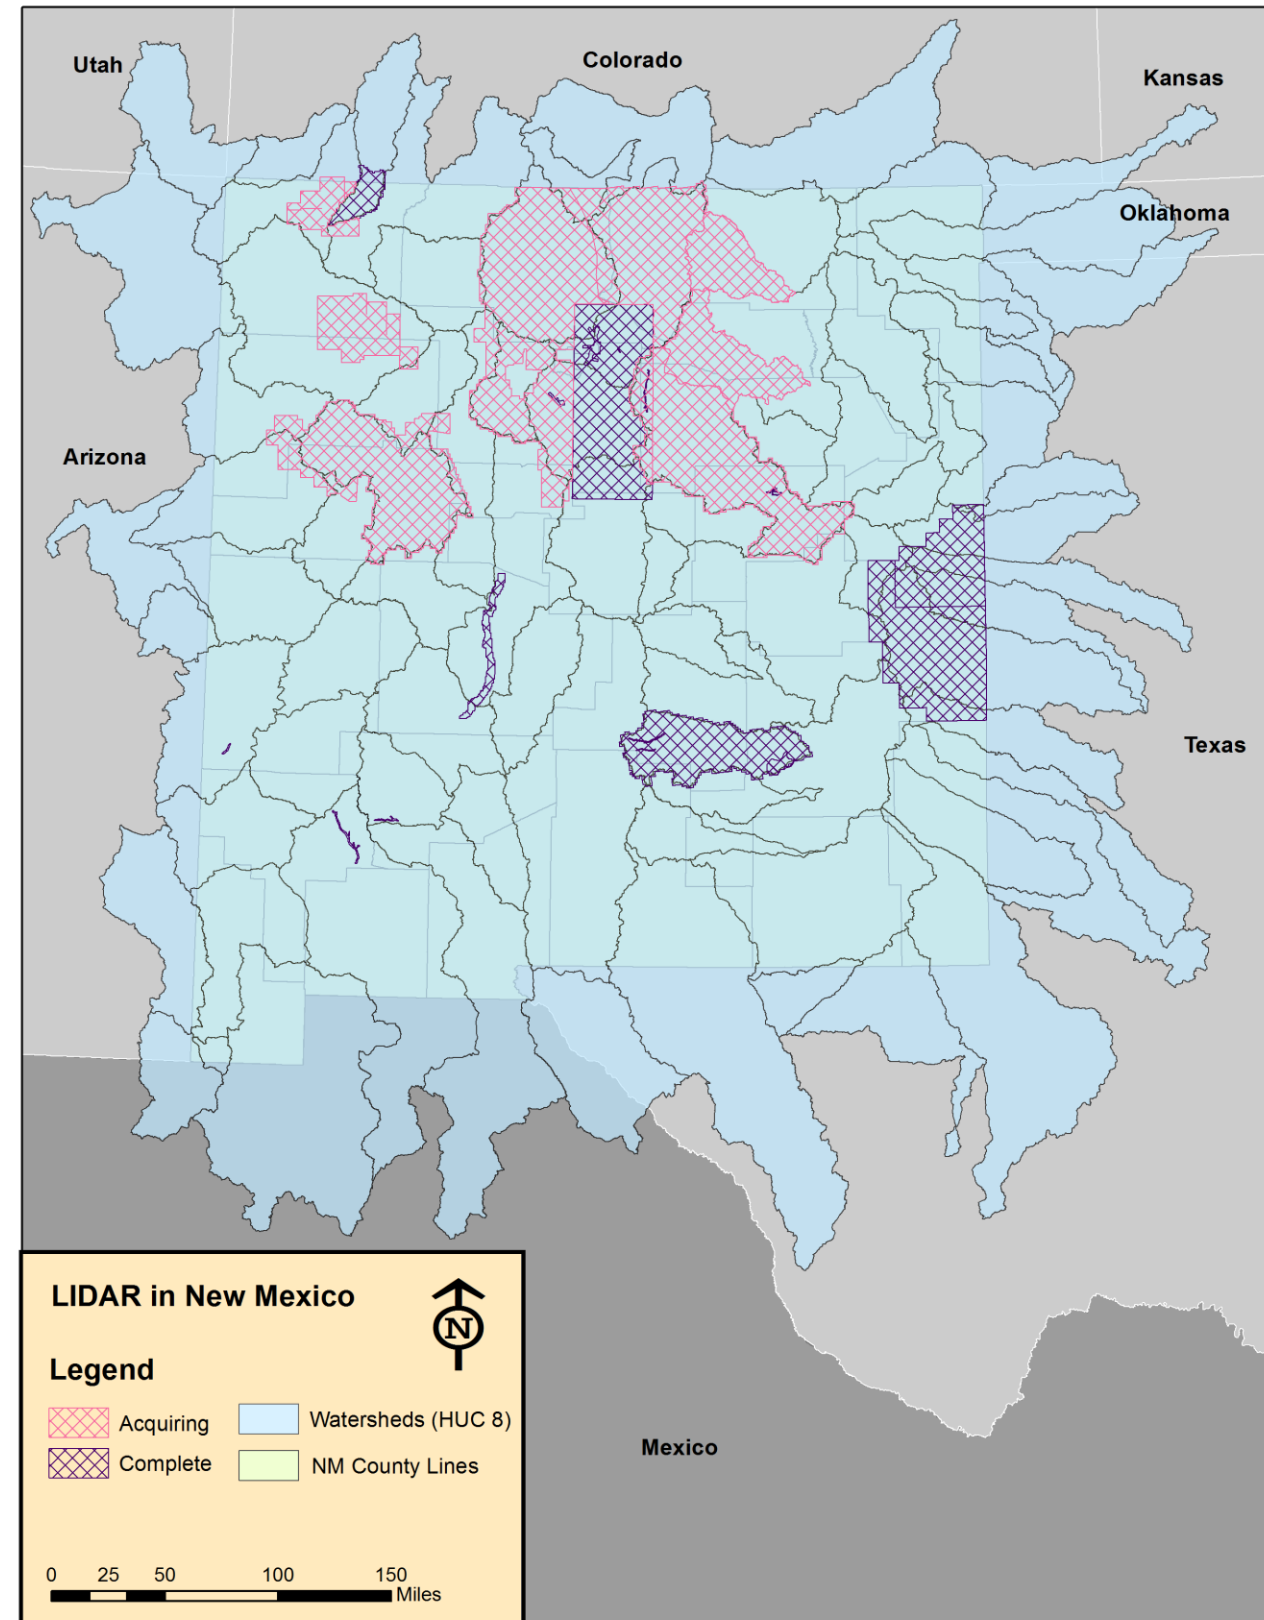 Utah
Colorado
Kansas
Oklahoma
Arizona
Texas
Mexico
LIDAR in New Mexico
N
Legend
Acquiring
Watersheds (HUC 8)
Complete
NM County Lines
0 25 50 100 150
Miles